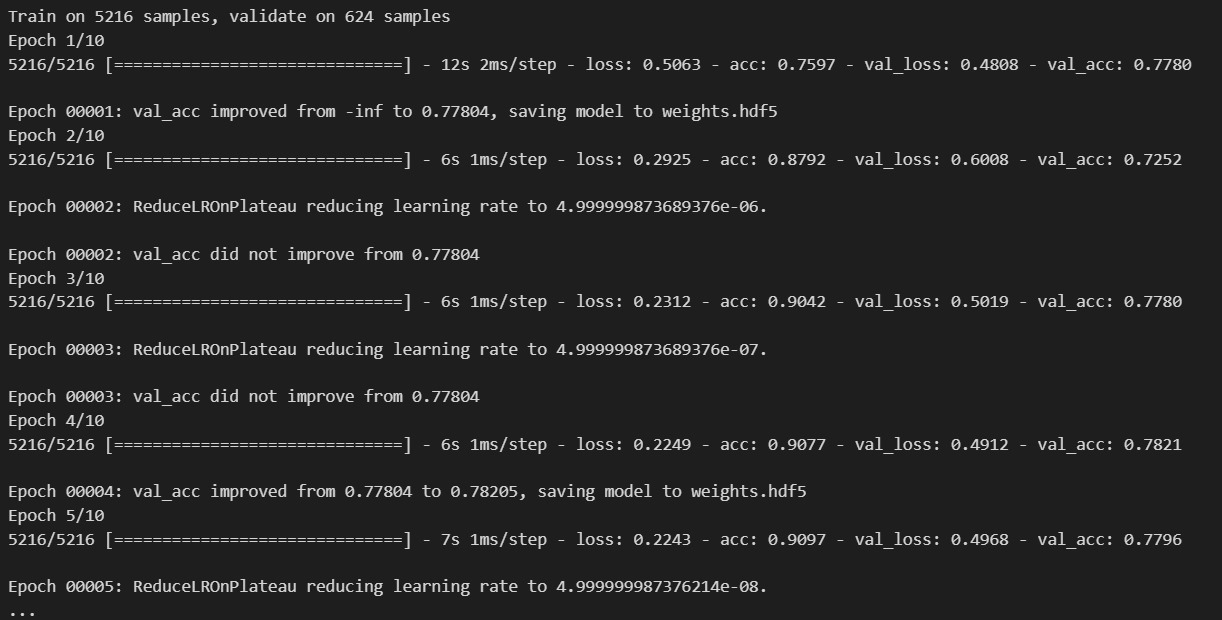 Train on 5216 samples, validate on 624 samples
Epoch 1/10
5216/5216 [==============================] - 12s 2ms/step - loss: 0.5063 - acc: 0.7597 - val_loss: 0.4808 - val_acc: 0.7780
Epoch 00001: val_acc improved from -inf to 0.77804, saving model to weights.hdf5
Epoch 2/10
5216/5216 [==============================] - 6s 1ms/step - loss: 0.2925 - acc: 0.8792 - val_loss: 0.6008 - val_acc: 0.7252
Epoch 00002: ReduceLROnPlateau reducing learning rate to 4.999999873689376e-06.
Epoch 00002: val_acc did not improve from 0.77804
Epoch 3/10
5216/5216 [==============================] - 6s 1ms/step - loss: 0.2312 - acc: 0.9042 - val_loss: 0.5019 - val_acc: 0.7780
Epoch 00003: ReduceLROnPlateau reducing learning rate to 4.999999873689376e-07.
Epoch 00003: val_acc did not improve from 0.77804
Epoch 4/10
5216/5216 [==============================] - 6s 1ms/step - loss: 0.2249 - acc: 0.9077 - val_loss: 0.4912 - val_acc: 0.7821
Epoch 00004: val_acc improved from 0.77804 to 0.78205, saving model to weights.hdf5
Epoch 5/10
5216/5216 [==============================] - 7s 1ms/step - loss: 0.2243 - acc: 0.9097 - val_loss: 0.4968 - val_acc: 0.7796
Epoch 00005: ReduceLROnPlateau reducing learning rate to 4.999999987376214e-08.
...